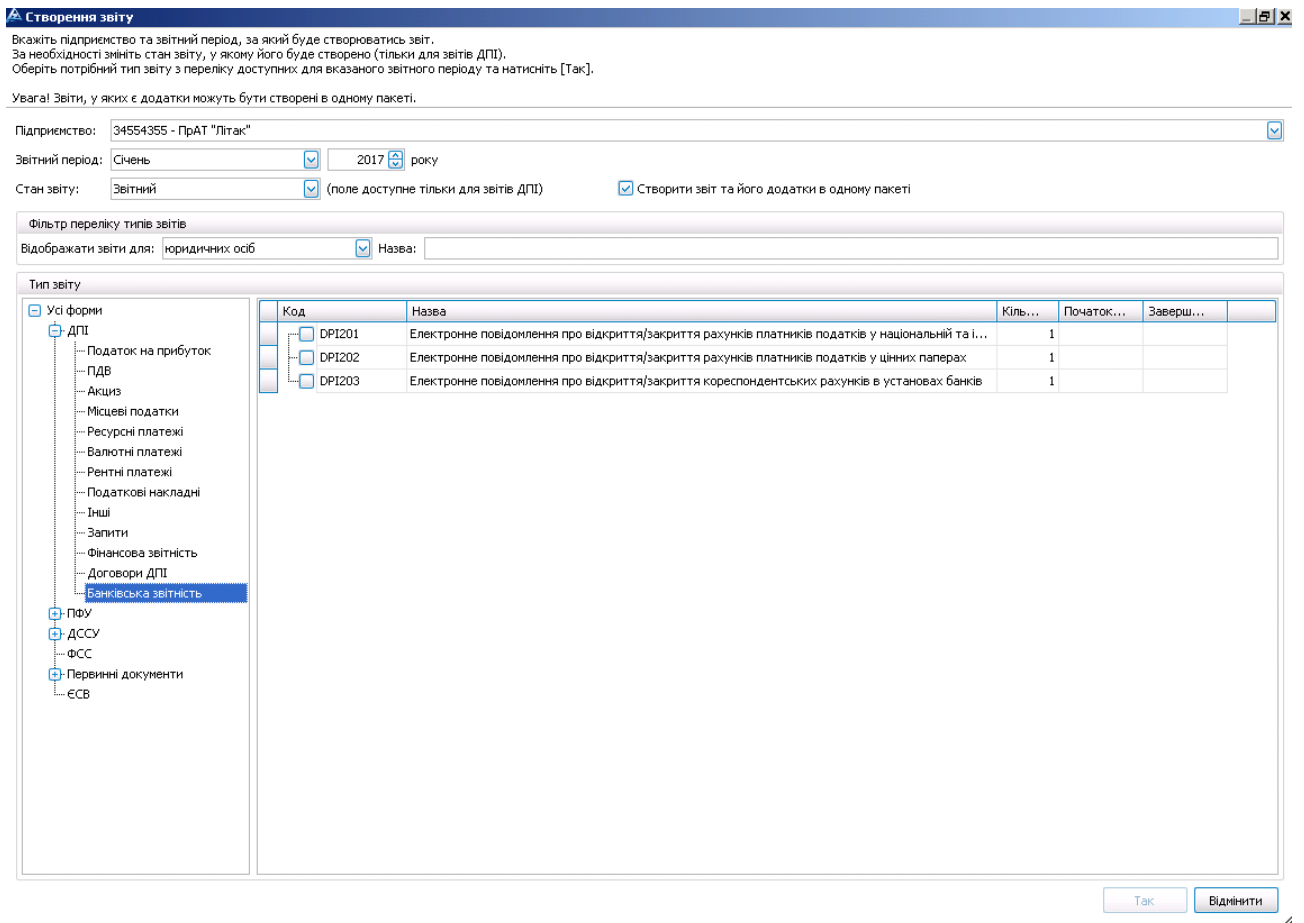 Створення звіту
Вкажіть підприємство та звітний період, за який буде створюватись звіт.
За необхідності змініть стан звіту, у якому його буде створено (тільки для звітів ДПІ).
Оберіть потрібний тип звіту з переліку доступних для вказаного звітного періоду та натисніть [Так].
Увага! Звіти, у яких є додатки можуть бути створені в одному пакеті.
Підприємство: 34554355 - ПрАТ "Літак"
Звітний період: Січень 2017 року
Стан звіту: Звітний (поле доступне тільки для звітів ДПІ) Створити звіт та його додатки в одному пакеті
Фільтр переліку типів звітів
Відображати звіти для: юридичних осіб Назва:
Тип звіту
Усі форми
ДПІ
Податок на прибуток
ПДВ
Акциз
Місцеві податки
Ресурсні платежі
Валютні платежі
Рентні платежі
Податкові накладні
Інші
Запити
Фінансова звітність
Договори ДПІ
Банківська звітність
ПФУ
ДССУ
ФСС
Первинні документи
ЄСВ
Код Назва Кіль... Початок... Заверш...
DPI201 Електронне повідомлення про відкриття/закриття рахунків платників податків у національній та і... 1
DPI202 Електронне повідомлення про відкриття/закриття рахунків платників податків у цінних паперах 1
DPI203 Електронне повідомлення про відкриття/закриття кореспондентських рахунків в установах банків 1
Так Відмінити